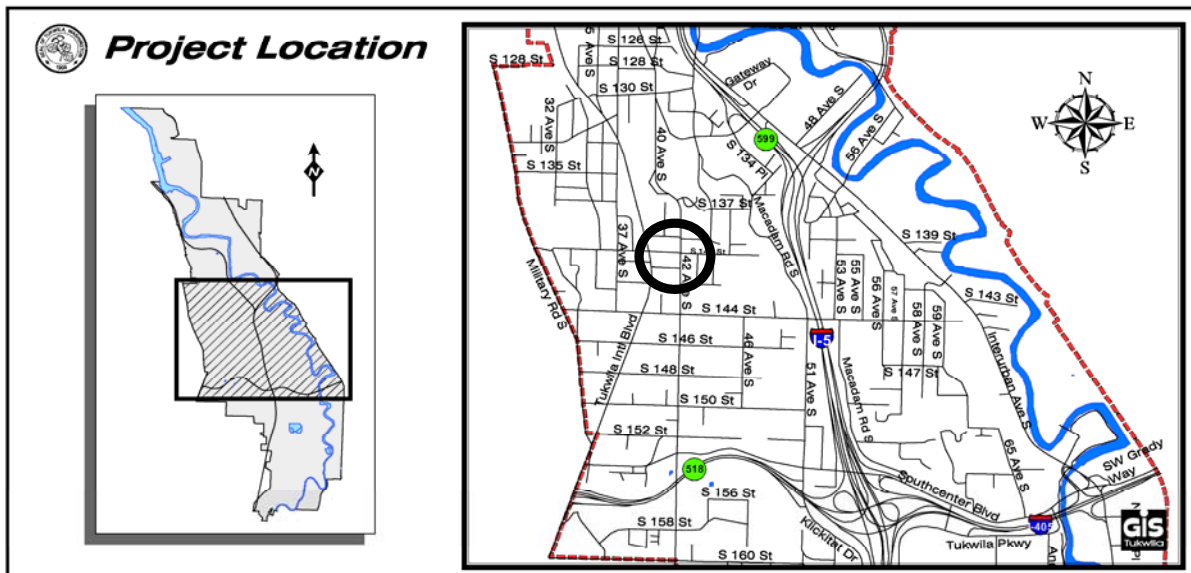 Project Location
N
S 126 St
S 128 St
S 128 St
S 130 St
Gateway
Dr
48 Ave S
56 Ave S
32 Ave S
40 Ave S
599
S 134 Pl
S 135 St
S 137 St
Macadam Rd S
37 Ave S
42 Ave S
S 139 St
Military Rd S
S 144 St
53 Ave S
55 Ave S
56 Ave S
57 Ave S
58 Ave S
59 Ave S
S 143 St
Tukwila Intl Blvd
S 146 St
46 Ave S
I-5
S 148 St
S 147 St
51 Ave S
Macadam Rd S
Interurban Ave S
S 150 St
S 152 St
65 Ave S
SW Grady
Way
518
S 156 St
Southcenter Blvd
S 158 St
Klickitat Dr
I-405
Tukwila Pkwy
S 160 St
N
W
E
S
GIS
Tukwila